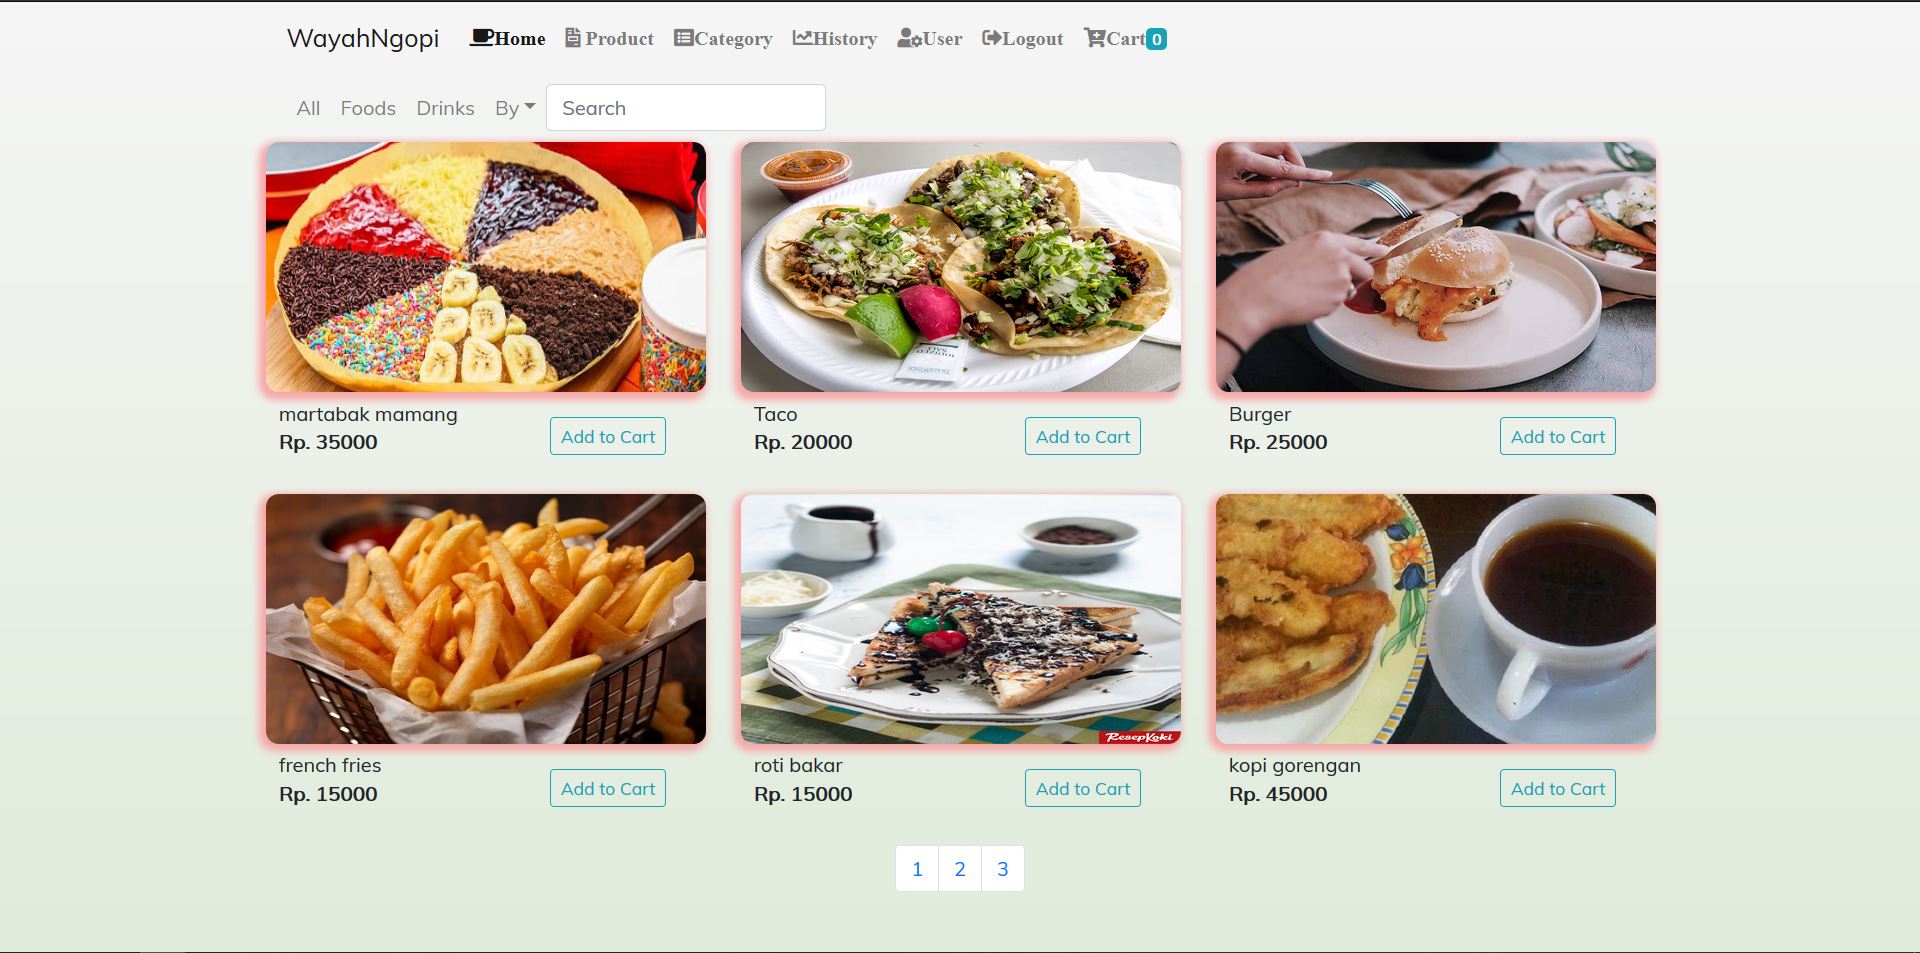 WayahNgopi Home Product Category History User Logout Cart 0
All Foods Drinks By Search
martabak mamang
Rp. 35000
Add to Cart
Taco
Rp. 20000
Add to Cart
Burger
Rp. 25000
Add to Cart
ResepKoki
french fries
Rp. 15000
Add to Cart
roti bakar
Rp. 15000
Add to Cart
kopi gorengan
Rp. 45000
Add to Cart
1 2 3